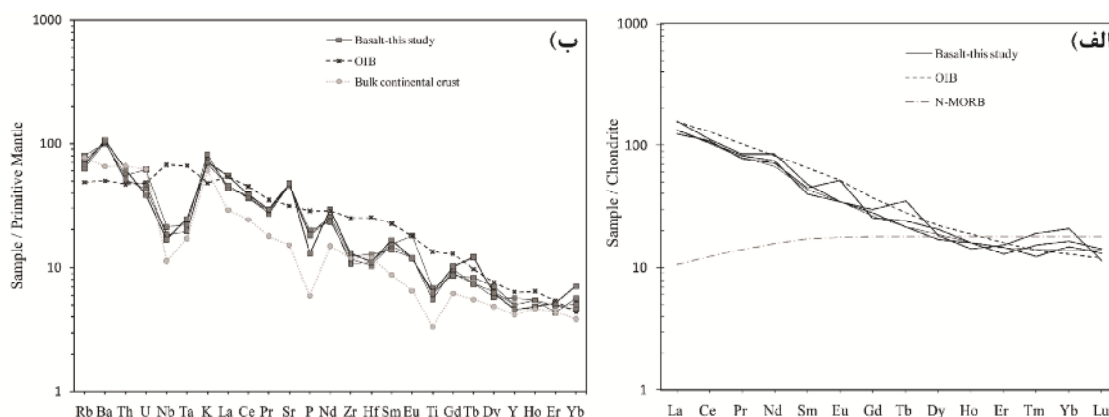 ب)
1000
100
10
1
Sample / Primitive Mantle
Basalt-this study
OIB
Bulk continental crust
Rb Ba Th U Nb Ta K La Ce Pr Sr P Nd Zr Hf Sm Eu Ti Gd Tb Dy Y Ho Er Yb
الف)
1000
100
10
1
Sample / Chondrite
Basalt-this study
OIB
N-MORB
La Ce Pr Nd Sm Eu Gd Tb Dy Y Ho Er Tm Yb Lu